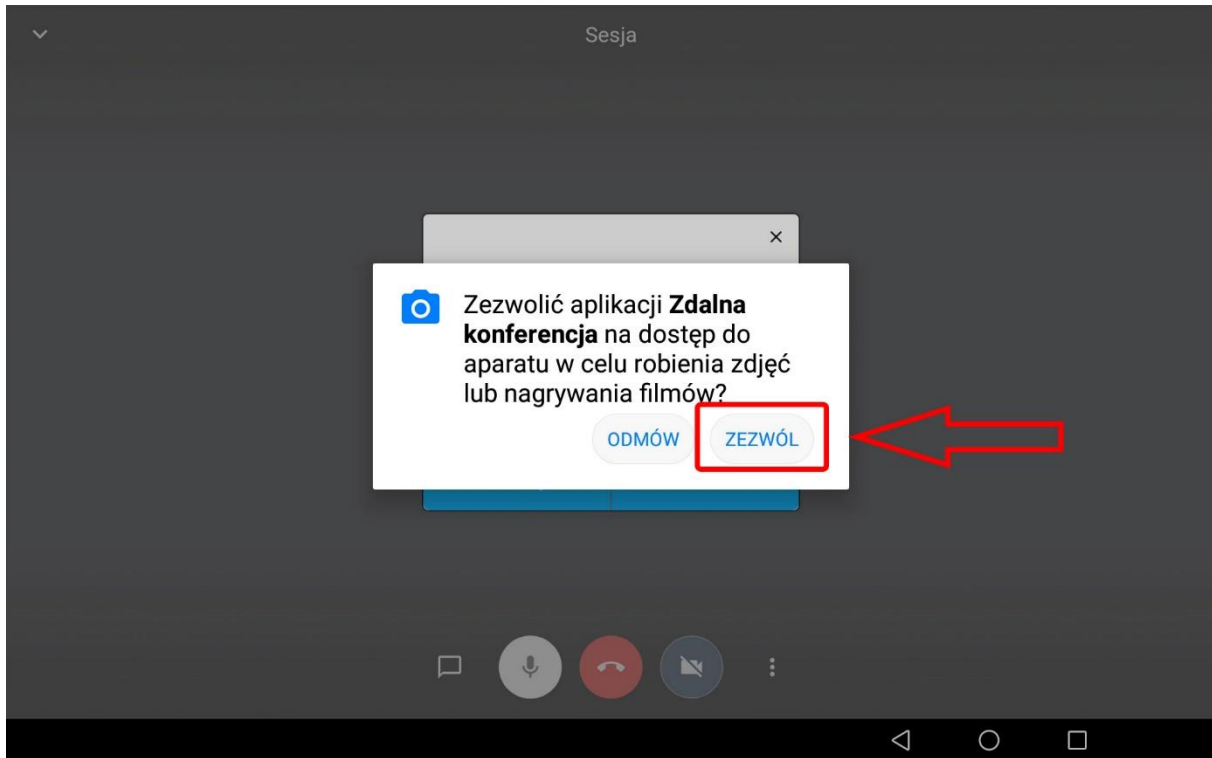 Sesja
Zezwolić aplikacji Zdalna
konferencja na dostęp do
aparatu w celu robienia zdjęć
lub nagrywania filmów?
ODMÓW ZEZWÓL